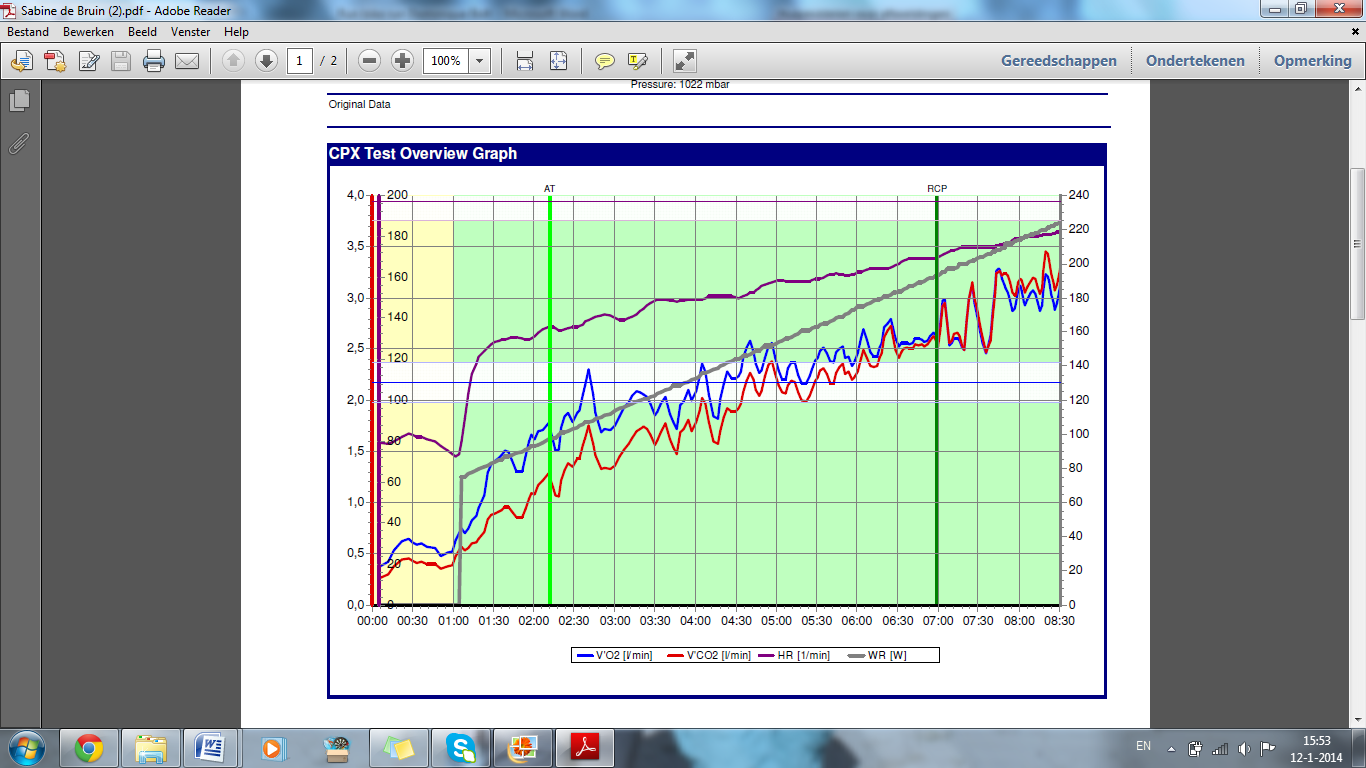 Sabine de Bruin (2).pdf - Adobe Reader
Bestand Bewerken Beeld Venster Help
1 / 2 100% Gereedschappen Ondertekenen Opmerking
Pressure: 1022 mbar
Original Data
CPX Test Overview Graph
AT RCP
4,0 200 240
180 220
3,5
160 200
3,0 180
140
160
2,5
120 140
2,0 100 120
80 100
1,5
60 80
1,0 60
40
0,5 40
20 20
0,0 0 0
00:00 00:30 01:00 01:30 02:00 02:30 03:00 03:30 04:00 04:30 05:00 05:30 06:00 06:30 07:00 07:30 08:00 08:30
V'O2 [l/min] V'CO2 [l/min] HR [1/min] WR [W]
EN 15:53
12-1-2014